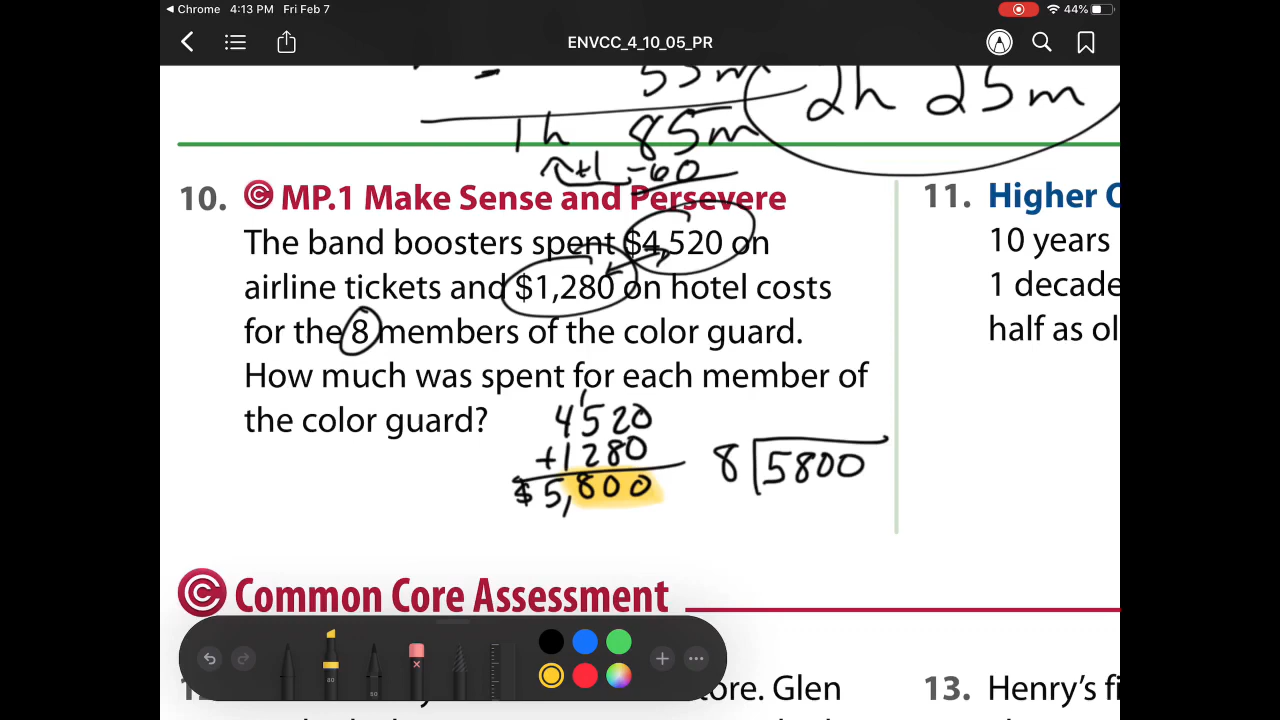 Chrome 4:13 PM Fri Feb 7 44%
ENVCC_4_10_05_PR
- 55m
1h 85m 2h 25m
+1 -60
10. MP.1 Make Sense and Persevere
The band boosters spent $4,520 on
airline tickets and $1,280 on hotel costs
for the 8 members of the color guard.
How much was spent for each member of
the color guard?
1
4520
+1280
$5,800
8 5800
11. Higher
10 years
1 decade
half as
Common Core Assessment
80 80
Glen
13. Henry's